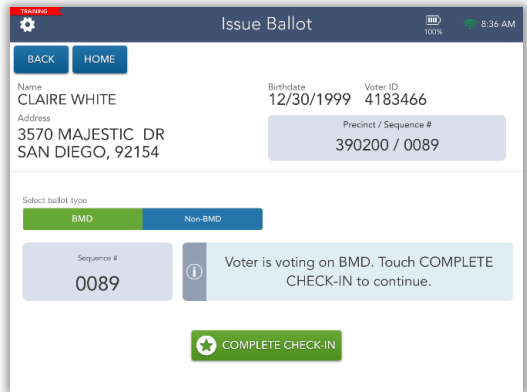 TRAINING
Issue Ballot
100%
8:36 AM
BACK
HOME
Name
CLAIRE WHITE
Birthdate
12/30/1999
Voter ID
4183466
Address
3570 MAJESTIC DR
SAN DIEGO, 92154
Precinct / Sequence #
390200 / 0089
Select ballot type
BMD
Non-BMD
Sequence #
0089
Voter is voting on BMD. Touch COMPLETE
CHECK-IN to continue.
COMPLETE CHECK-IN